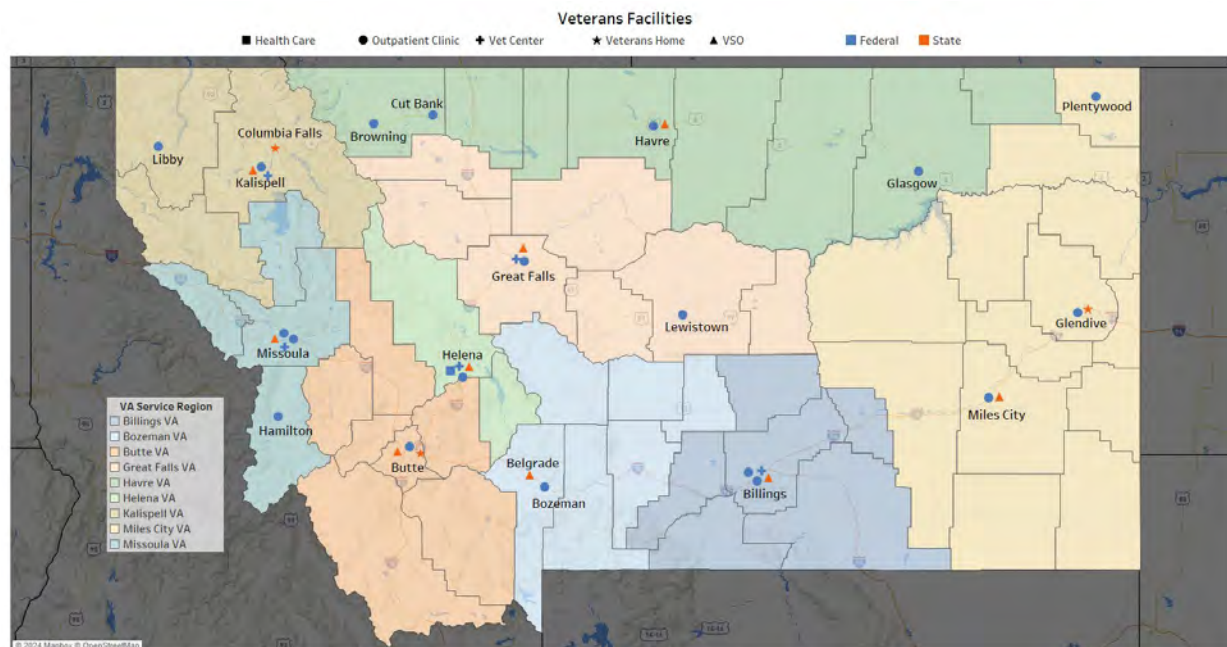 Veterans Facilities
Health Care Outpatient Clinic Vet Center Veterans Home VSO Federal State
Plentywood
Cut Bank
Browning
Columbia Falls
Havre
Libby
Kalispell
Glasgow
Great Falls
Lewistown
Glendive
Missoula
Helena
Miles City
VA Service Region
Billings VA
Bozeman VA
Butte VA
Great Falls VA
Havre VA
Helena VA
Kalispell VA
Miles City VA
Missoula VA
Hamilton
Butte
Belgrade
Bozeman
Billings
© 2024 Mapbox © OpenStreetMap